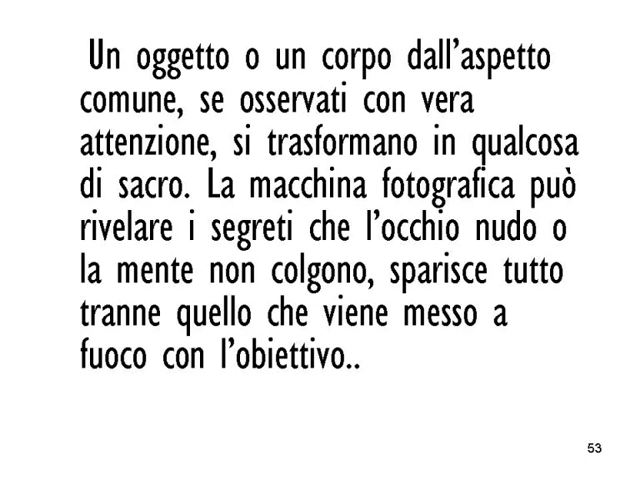 Un oggetto o un corpo dall'aspetto
comune, se osservati con vera
attenzione, si trasformano in qualcosa
di sacro. La macchina fotografica può
rivelare i segreti che l'occhio nudo o
la mente non colgono, sparisce tutto
tranne quello che viene messo a
fuoco con l'obiettivo..
53